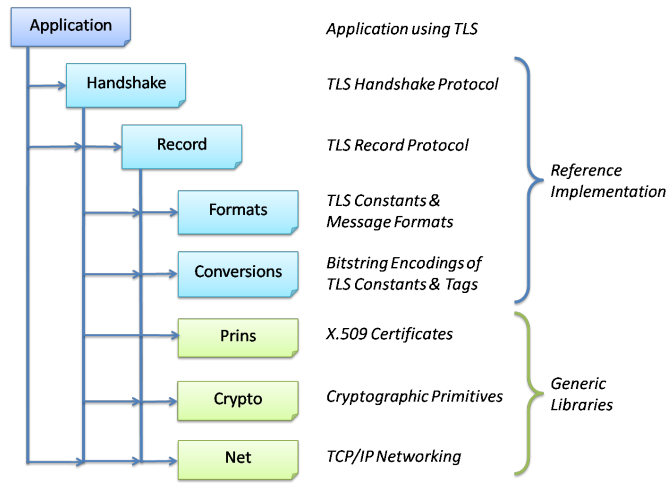 Application
Application using TLS
Handshake
TLS Handshake Protocol
Record
TLS Record Protocol
Reference
Implementation
Formats
TLS Constants &
Message Formats
Conversions
Bitstring Encodings of
TLS Constants & Tags
Prins
X.509 Certificates
Crypto
Cryptographic Primitives
Generic
Libraries
Net
TCP/IP Networking